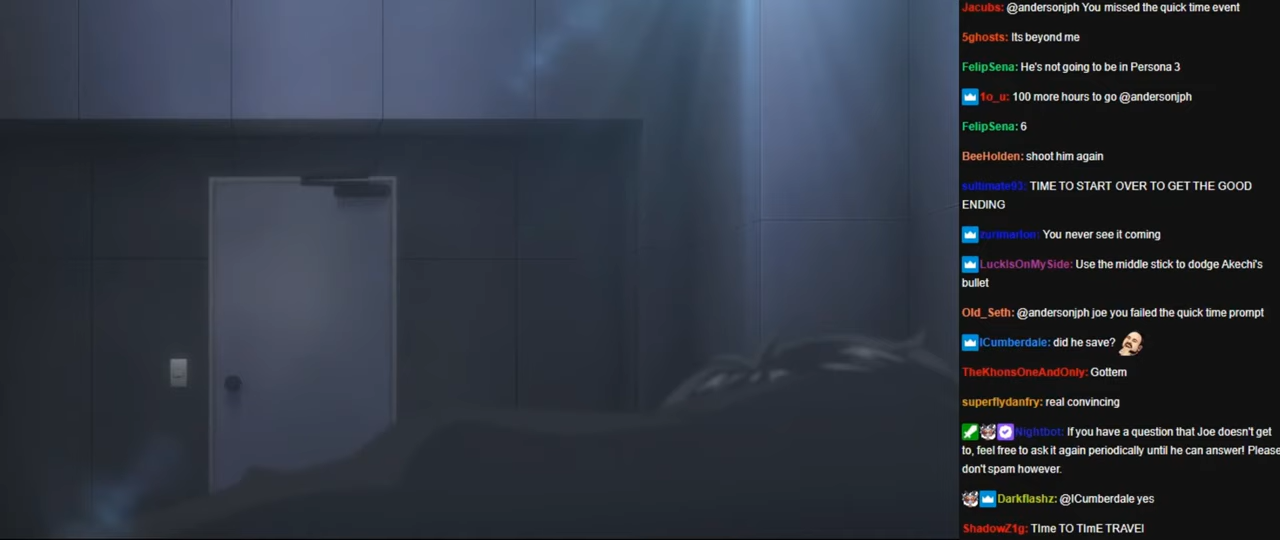 Jacubs: @andersonjph You missed the quick time event
5ghosts: Its beyond me
FelipSena: He's not going to be in Persona 3
1o_u: 100 more hours to go @andersonjph
FelipSena: 6
BeeHolden: shoot him again
sultimate93: TIME TO START OVER TO GET THE GOOD
ENDING
zurimarlon: You never see it coming
LuckIsOnMySide: Use the middle stick to dodge Akechi's
bullet
Old_Seth: @andersonjph joe you failed the quick time prompt
ICumberdale: did he save?
TheKhonsOneAndOnly: Gottem
superflydanfry: real convincing
Nightbot: If you have a question that Joe doesn't get
to, feel free to ask it again periodically until he can answer! Please
don't spam however.
Darkflashz: @ICumberdale yes
ShadowZ1g: TIme TO TImE TRAVEl